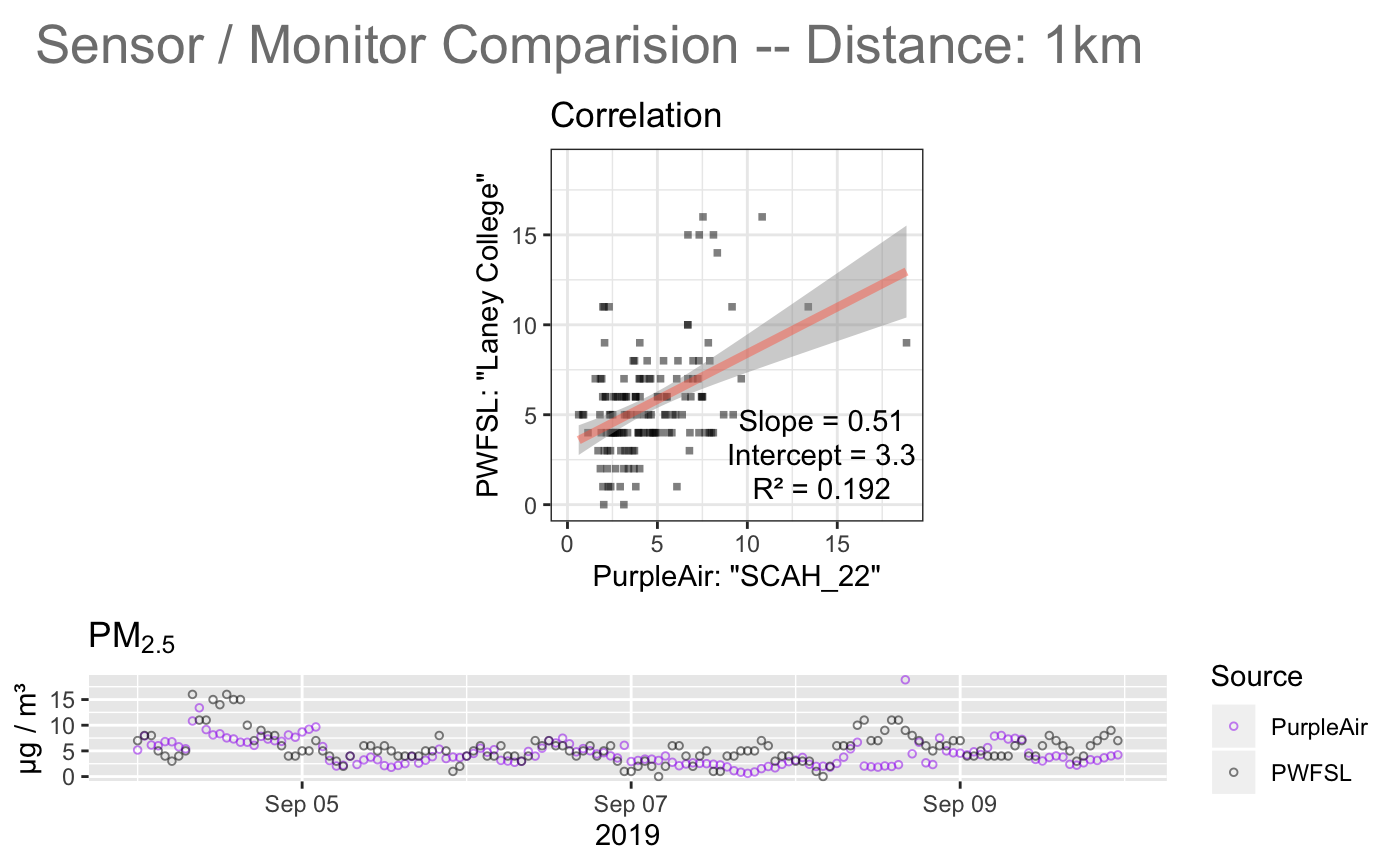 Sensor / Monitor Comparision -- Distance: 1km
Correlation
PWFSL: "Laney College"
15
10
5
0
Slope = 0.51
Intercept = 3.3
R² = 0.192
0 5 10 15
PurpleAir: "SCAH_22"
PM2.5
µg / m³
15
10
5
0
Sep 05 Sep 07 Sep 09
2019
Source
PurpleAir
PWFSL